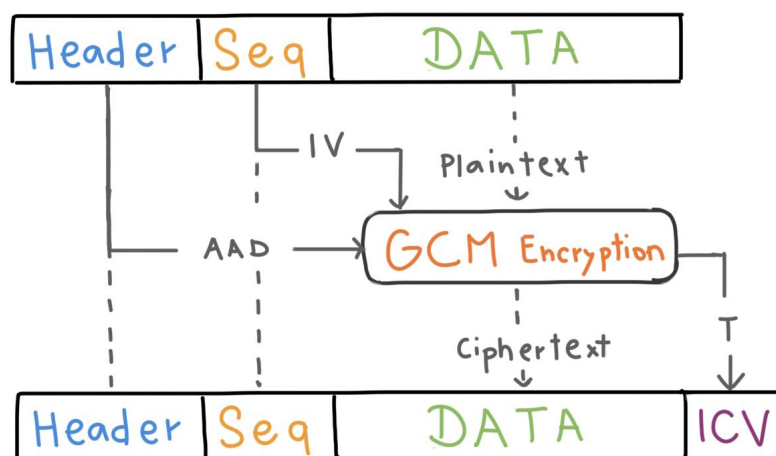 Header Seq DATA
IV
Plaintext
AAD
GCM Encryption
T
Ciphertext
Header Seq DATA ICV